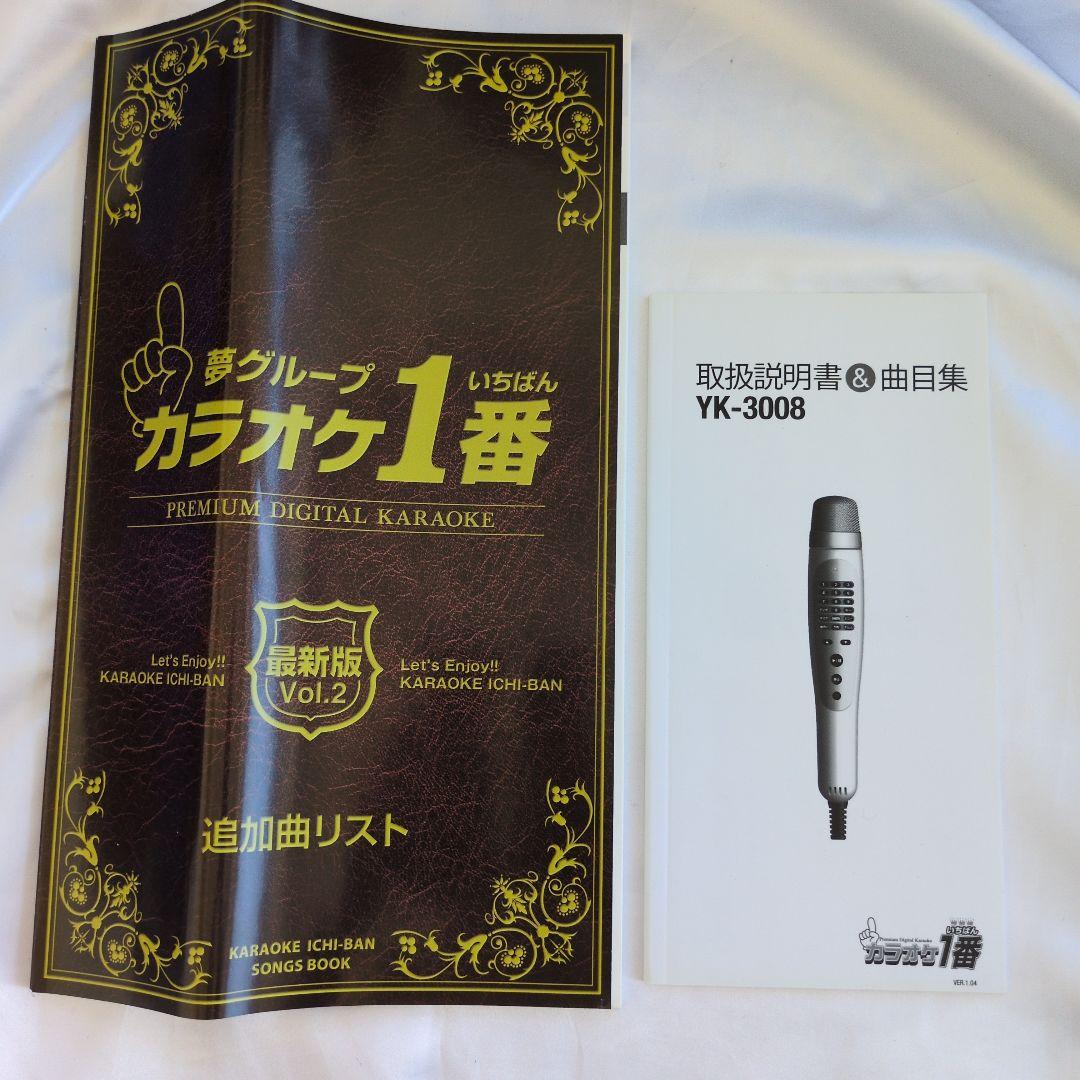 夢グループ
いちばん
カラオケ1番
PREMIUM DIGITAL KARAOKE
Let's Enjoy!!
KARAOKE ICHI-BAN
最新版
Vol.2
Let's Enjoy!!
KARAOKE ICHI-BAN
追加曲リスト
KARAOKE ICHI-BAN
SONGS BOOK
取扱説明書&曲目集
YK-3008
Premium Digital Karaoke
いちばん
カラオケ1番
VER.1.04